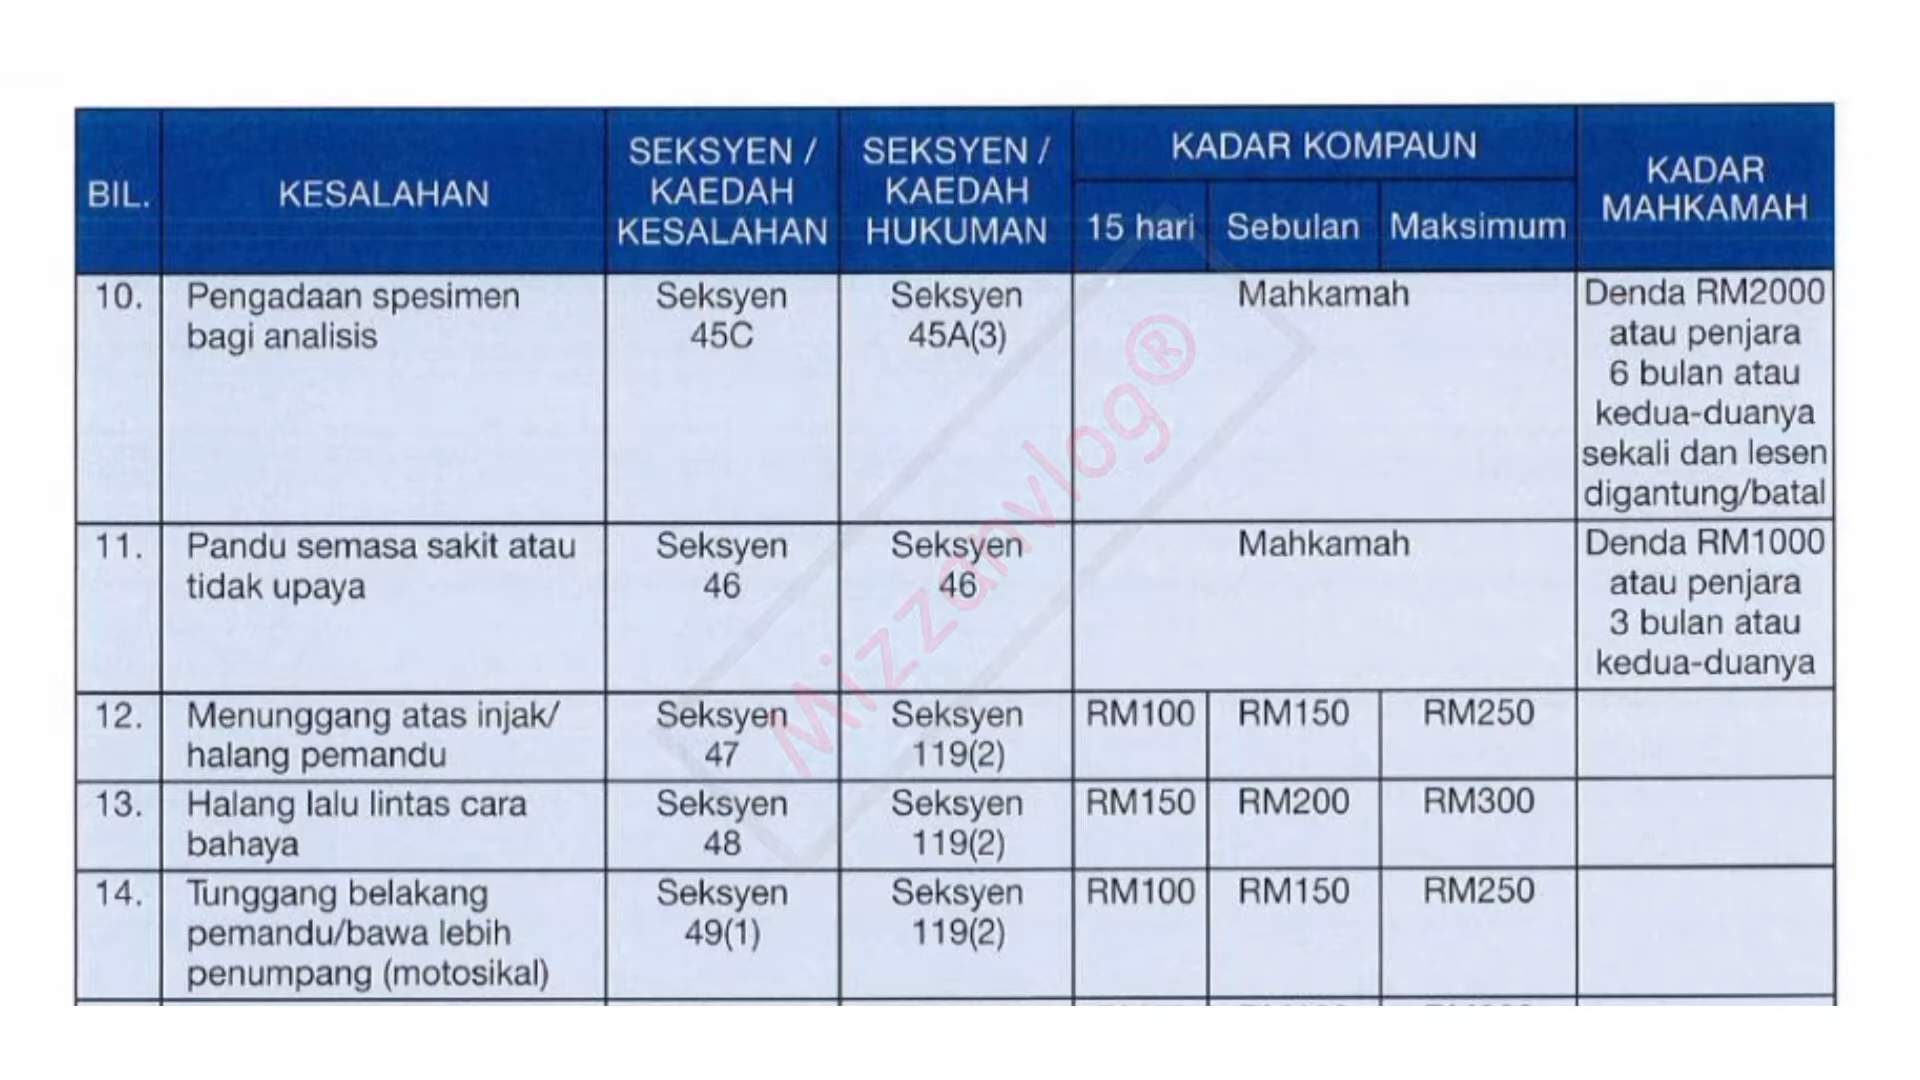 BIL.
KESALAHAN
SEKSYEN /
KAEDAH
KESALAHAN
SEKSYEN /
KAEDAH
HUKUMAN
KADAR KOMPAUN
15 hari
Sebulan
Maksimum
KADAR
MAHKAMAH
10.
Pengadaan spesimen
bagi analisis
Seksyen
45C
Seksyen
45A(3)
Mahkamah
Denda RM2000
atau penjara
6 bulan atau
kedua-duanya
sekali dan lesen
digantung/batal
11.
Pandu semasa sakit atau
tidak upaya
Seksyen
46
Seksyen
46
Mahkamah
Denda RM1000
atau penjara
3 bulan atau
kedua-duanya
12.
Menunggang atas injak/
halang pemandu
Seksyen
47
Seksyen
119(2)
RM100
RM150
RM250
13.
Halang lalu lintas cara
bahaya
Seksyen
48
Seksyen
119(2)
RM150
RM200
RM300
14.
Tunggang belakang
pemandu/bawa lebih
penumpang (motosikal)
Seksyen
49(1)
Seksyen
119(2)
RM100
RM150
RM250
Mizzanvlog®